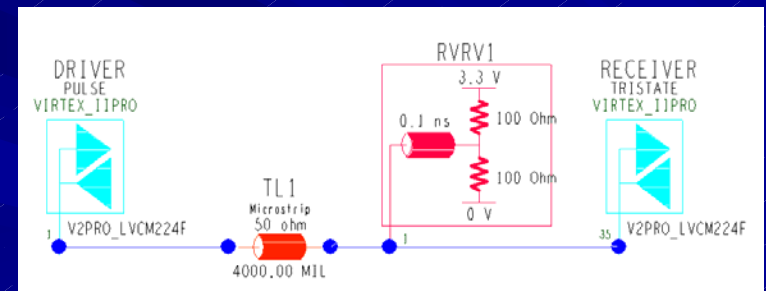 DRIVER
PULSE
VIRTEX_IIPRO
1
V2PRO_LVCM224F
TL1
Microstrip
50 ohm
4000.00 MIL
RVRV1
3.3 V
0.1 ns
100 Ohm
100 Ohm
0 V
1
RECEIVER
TRISTATE
VIRTEX_IIPRO
35
V2PRO_LVCM224F